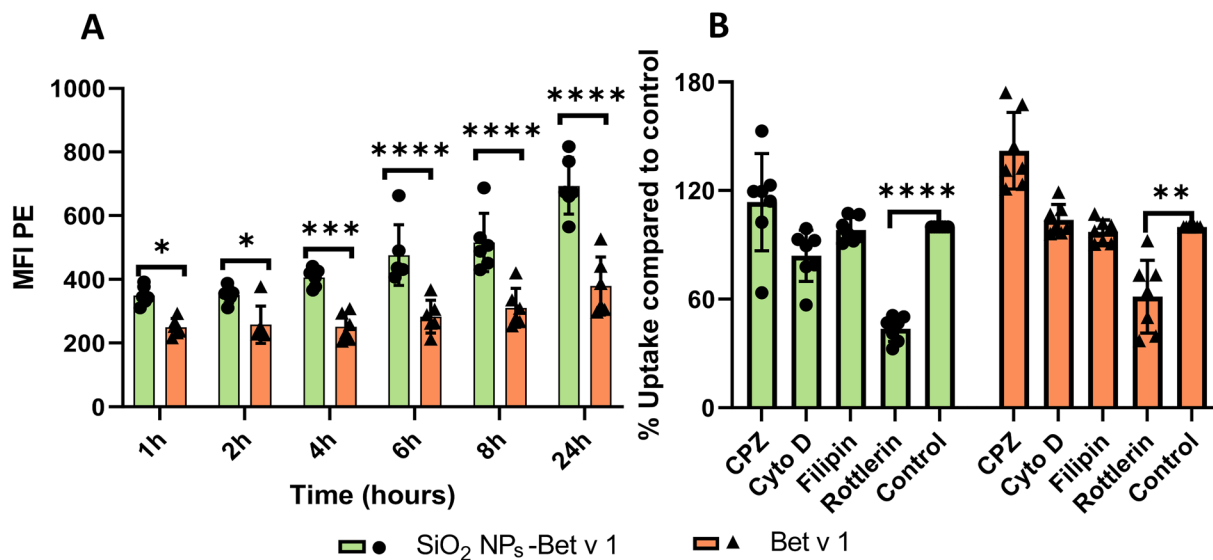 A
MFI PE
1000
800
600
400
200
0
*
*
***
****
****
****
1h
2h
4h
6h
8h
24h
Time (hours)
B
% Uptake compared to control
180
120
60
0
****
**
CPZ
Cyto D
Filipin
Rottlerin
Control
CPZ
Cyto D
Filipin
Rottlerin
Control
SiO₂ NPs-Bet v 1
Bet v 1